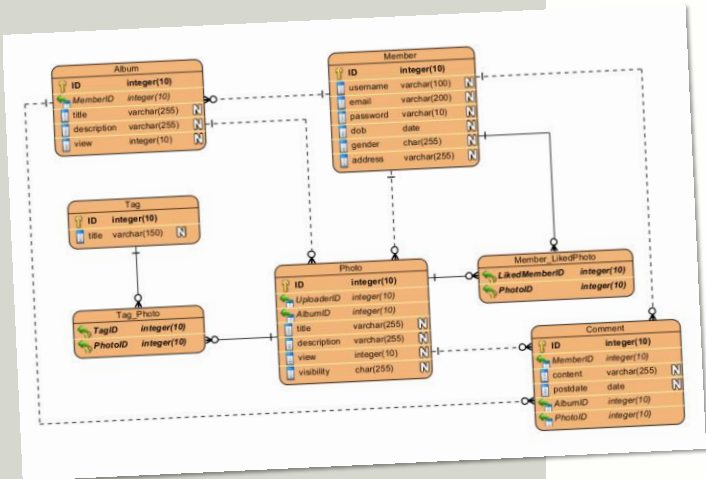 Album
ID integer(10)
MemberID integer(10)
title varchar(255) N
description varchar(255) N
view integer(10) N
Member
ID integer(10)
username varchar(100) N
email varchar(200) N
password varchar(10) N
dob date N
gender char(255) N
address varchar(255) N
Tag
ID integer(10)
title varchar(150) N
Tag_Photo
TagID integer(10)
PhotoID integer(10)
Photo
ID integer(10)
UploaderID integer(10)
AlbumID integer(10)
title varchar(255) N
description varchar(255) N
view integer(10) N
visibility char(255) N
Member_LikedPhoto
LikedMemberID integer(10)
PhotoID integer(10)
Comment
ID integer(10)
MemberID integer(10)
content varchar(255) N
postdate date N
AlbumID integer(10)
PhotoID integer(10)